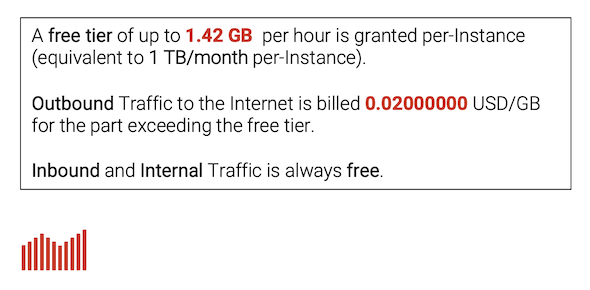 A free tier of up to 1.42 GB per hour is granted per-Instance
(equivalent to 1 TB/month per-Instance).
Outbound Traffic to the Internet is billed 0.02000000 USD/GB
for the part exceeding the free tier.
Inbound and Internal Traffic is always free.